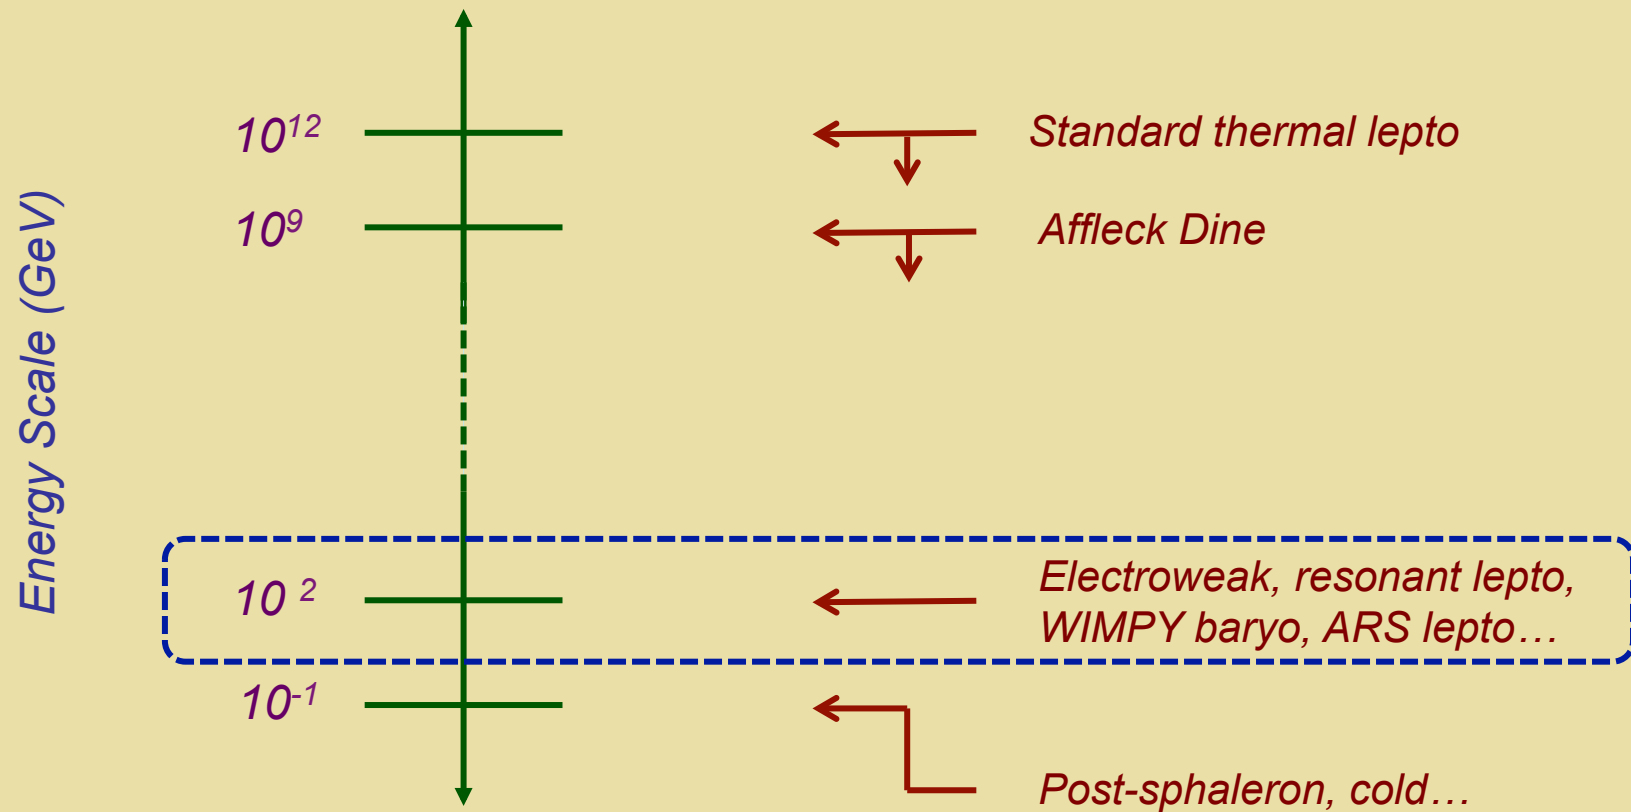 Energy Scale (GeV)
10¹² Standard thermal lepto
10⁹ Affleck Dine
10 ² Electroweak, resonant lepto,
WIMPY baryo, ARS lepto…
10⁻¹
Post-sphaleron, cold…